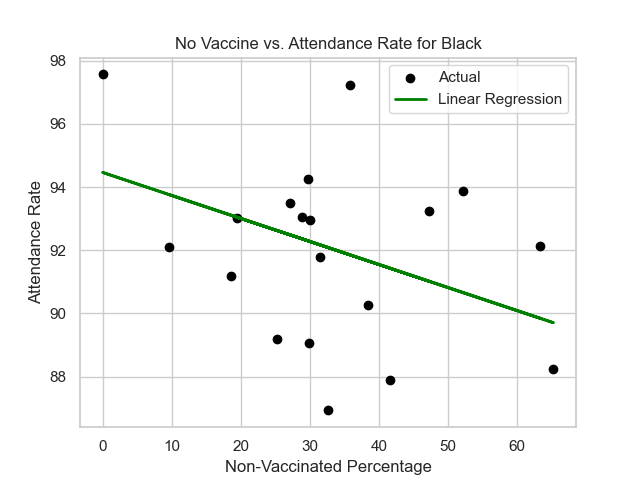 No Vaccine vs. Attendance Rate for Black
Actual
Linear Regression
98
96
94
92
90
88
Attendance Rate
0 10 20 30 40 50 60
Non-Vaccinated Percentage